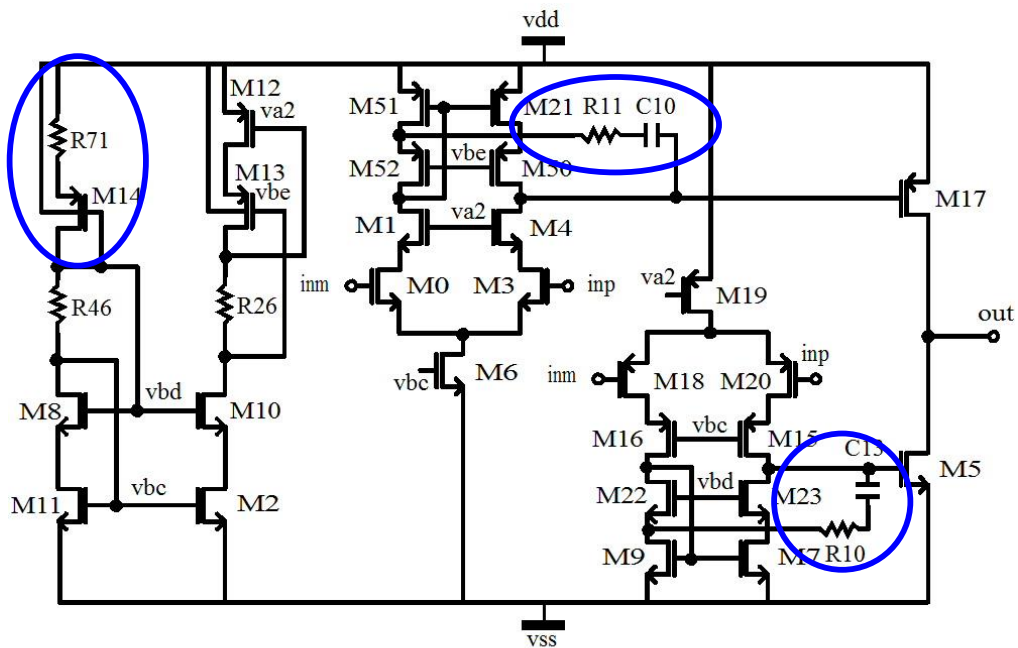 vdd
M12
va2
M51
M21
R11
C10
R71
M13
vbe
M52
vbe
M50
M14
M17
M1
va2
M4
inm
M0
M3
inp
va2
M19
out
R46
R26
inp
vbc
M6
inm
M18
M20
M8
vbd
M10
M16
vbc
M15
C13
M5
M11
vbc
M2
M22
vbd
M23
M9
M7
R10
vss